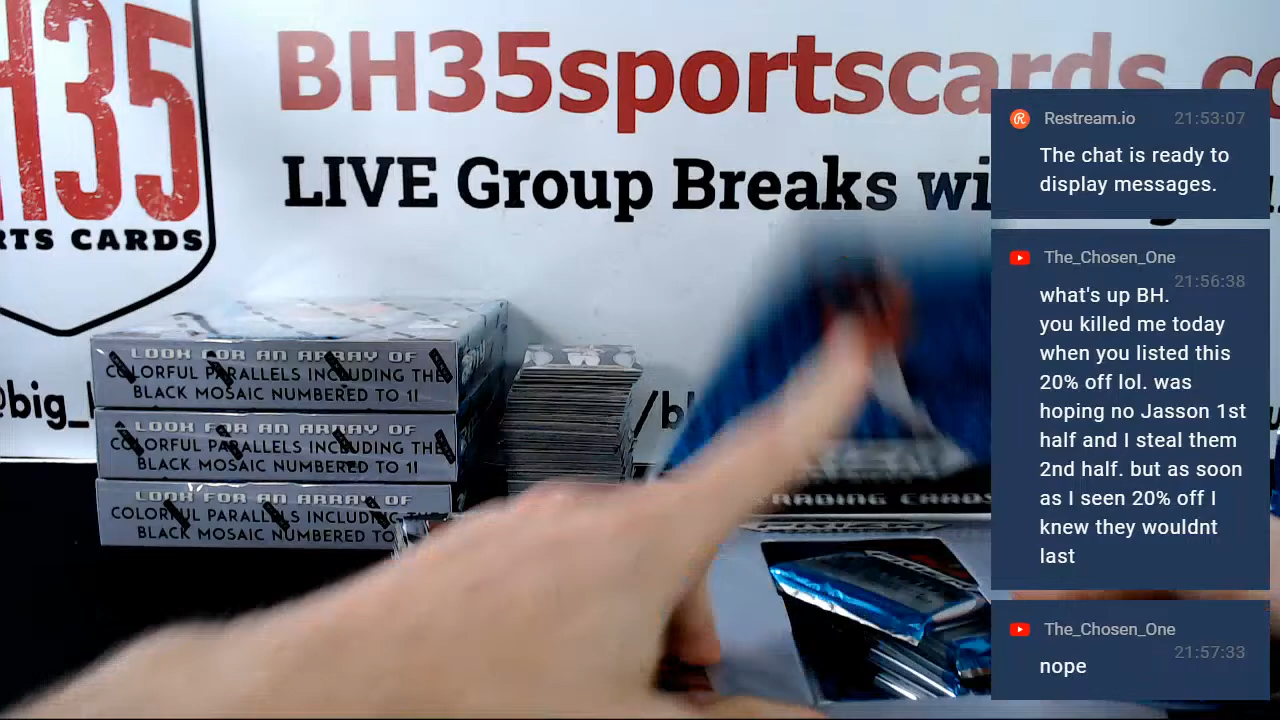 H35
RTS CARDS
BH35sportscards.co
LIVE Group Breaks wi
@big_
LOOK FOR AN ARRAY OF
COLORFUL PARALLELS INCLUDING THE
BLACK MOSAIC NUMBERED TO 1!
LOOK FOR AN ARRAY OF
COLORFUL PARALLELS INCLUDING THE
BLACK MOSAIC NUMBERED TO 1!
LOOK FOR AN ARRAY OF
COLORFUL PARALLELS INCLUDING THE
BLACK MOSAIC NUMBERED TO
TRADING CARDS
Restream.io 21:53:07
The chat is ready to
display messages.
The_Chosen_One
21:56:38
what's up BH.
you killed me today
when you listed this
20% off lol. was
hoping no Jasson 1st
half and I steal them
2nd half. but as soon
as I seen 20% off I
knew they wouldnt
last
The_Chosen_One
21:57:33
nope